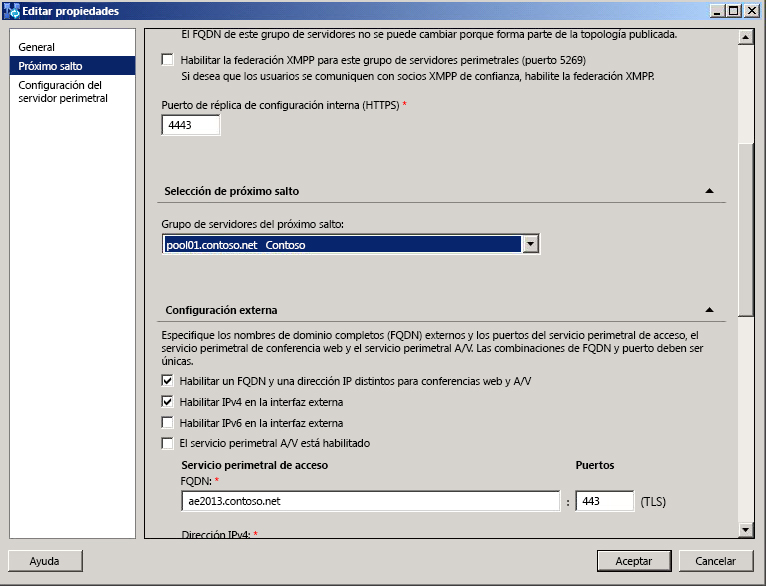 Editar propiedades
General
Próximo salto
Configuración del
servidor perimetral
El FQDN de este grupo de servidores no se puede cambiar porque forma parte de la topología publicada.
Habilitar la federación XMPP para este grupo de servidores perimetrales (puerto 5269)
Si desea que los usuarios se comuniquen con socios XMPP de confianza, habilite la federación XMPP.
Puerto de réplica de configuración interna (HTTPS) *
4443
Selección de próximo salto
Grupo de servidores del próximo salto:
pool01.contoso.net Contoso
Configuración externa
Especifique los nombres de dominio completos (FQDN) externos y los puertos del servicio perimetral de acceso, el
servicio perimetral de conferencia web y el servicio perimetral A/V. Las combinaciones de FQDN y puerto deben ser
únicas.
Habilitar un FQDN y una dirección IP distintos para conferencias web y A/V
Habilitar IPv4 en la interfaz externa
Habilitar IPv6 en la interfaz externa
El servicio perimetral A/V está habilitado
Servicio perimetral de acceso Puertos
FQDN: *
ae2013.contoso.net : 443 (TLS)
Dirección IPv4: *
Ayuda Aceptar Cancelar